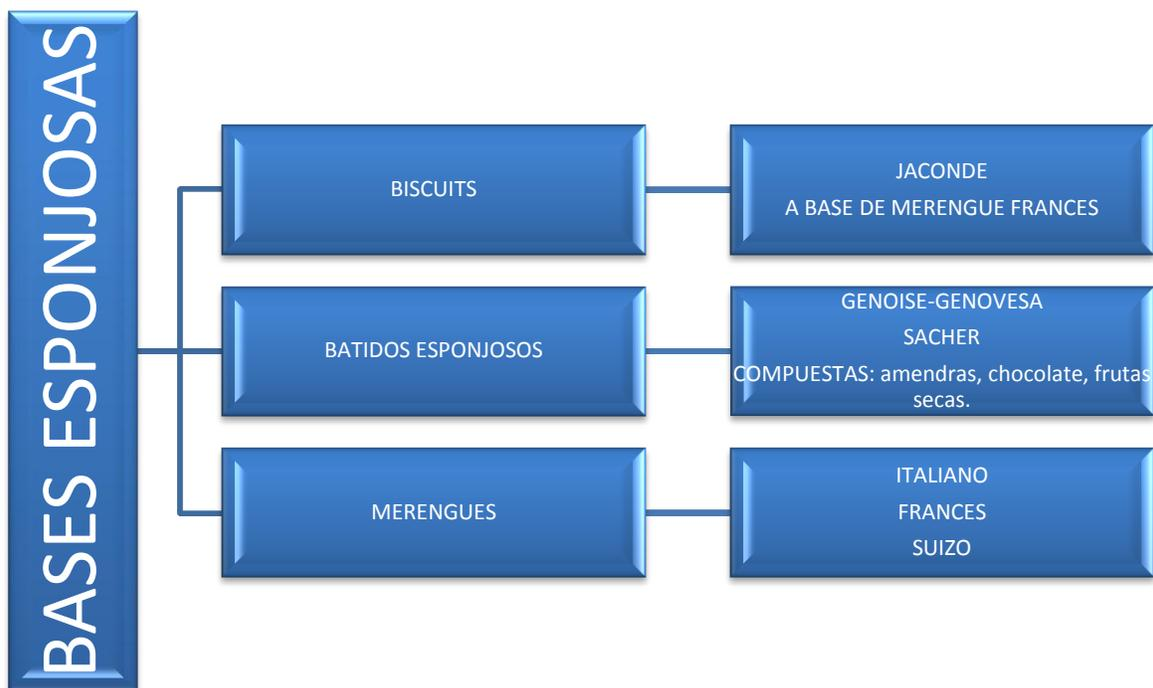 BASES ESPONJOSAS
BISCUITS
JACONDE
A BASE DE MERENGUE FRANCES
BATIDOS ESPONJOSOS
GENOISE-GENOVESA
SACHER
COMPUESTAS: amendras, chocolate, frutas
secas.
MERENGUES
ITALIANO
FRANCES
SUIZO